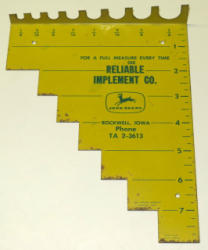 1
FOR A FULL MEASURE EVERY TIME
USE
RELIABLE
2
IMPLEMENT CO.
3
JOHN DEERE
ROCKWELL, IOWA
4
Phone
TA 2-3613
5
6
7